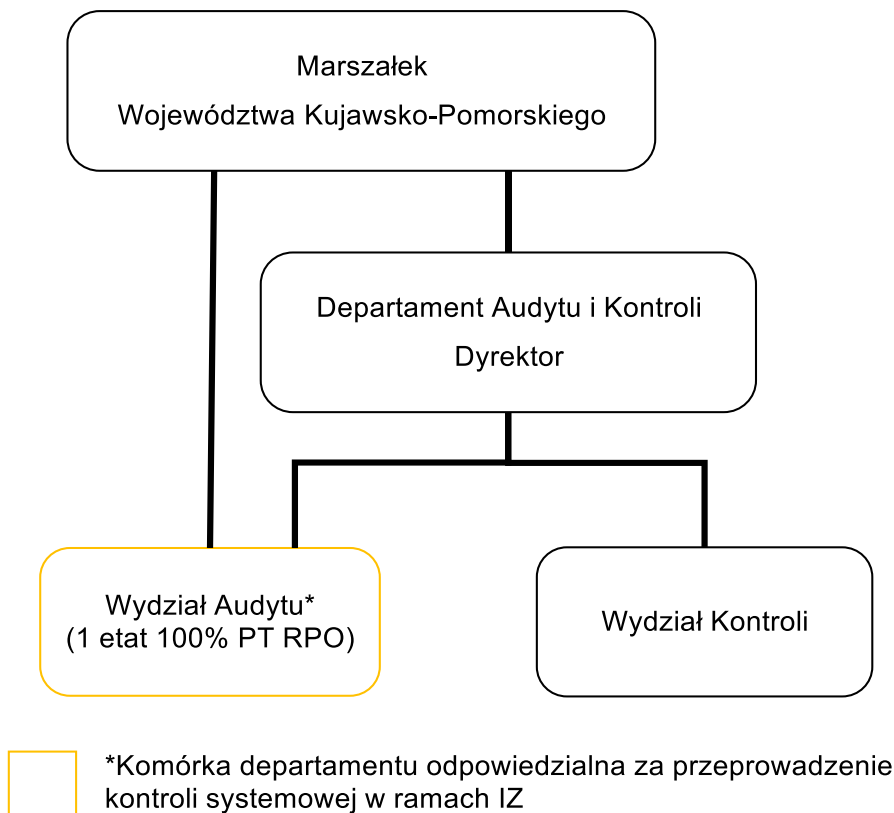 Marszałek
Województwa Kujawsko-Pomorskiego
Departament Audytu i Kontroli
Dyrektor
Wydział Audytu*
(1 etat 100% PT RPO)
Wydział Kontroli
*Komórka departamentu odpowiedzialna za przeprowadzenie
kontroli systemowej w ramach IZ